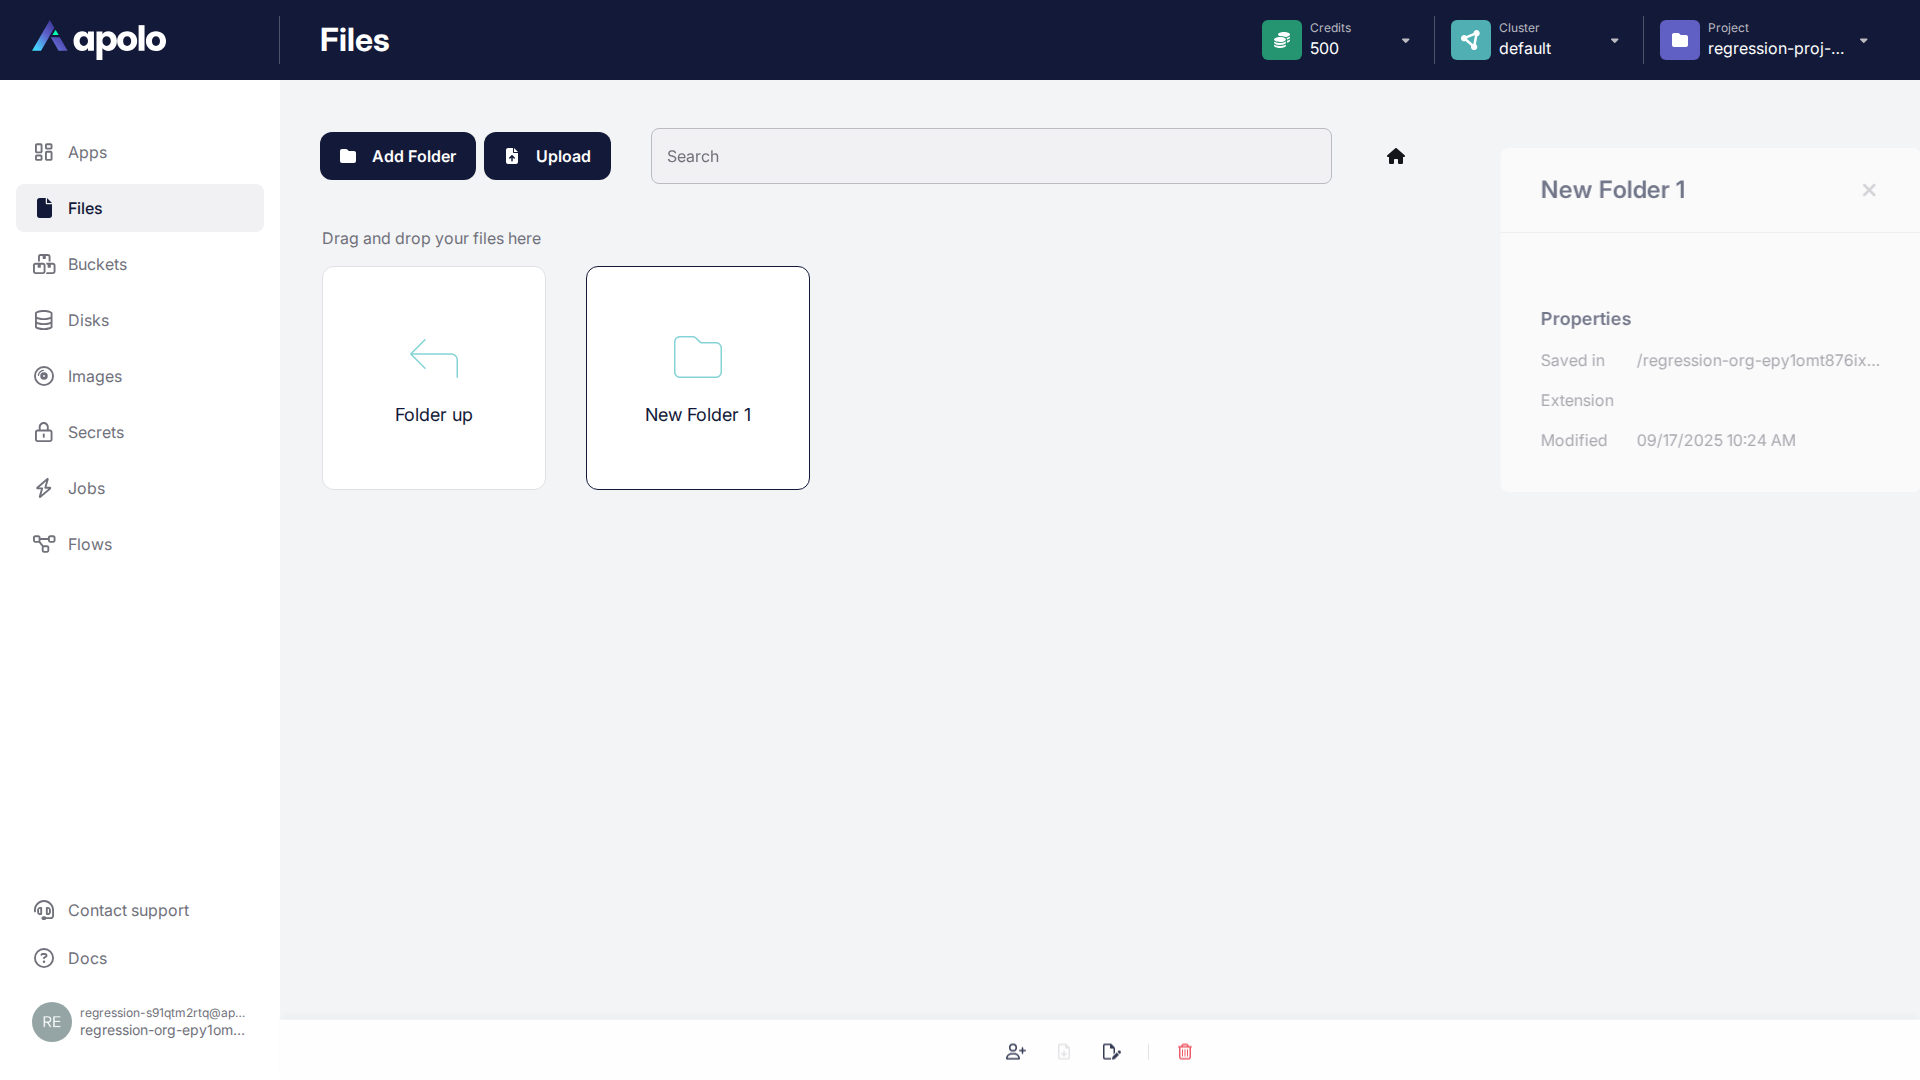 apolo
Files
Credits
500
Cluster
default
Project
regression-proj-...
Apps
Files
Buckets
Disks
Images
Secrets
Jobs
Flows
Contact support
Docs
RE
regression-s91qtm2rtq@ap...
regression-org-epy1om...
Add Folder
Upload
Search
Drag and drop your files here
Folder up
New Folder 1
New Folder 1
Properties
Saved in /regression-org-epy1omt876ix...
Extension
Modified 09/17/2025 10:24 AM